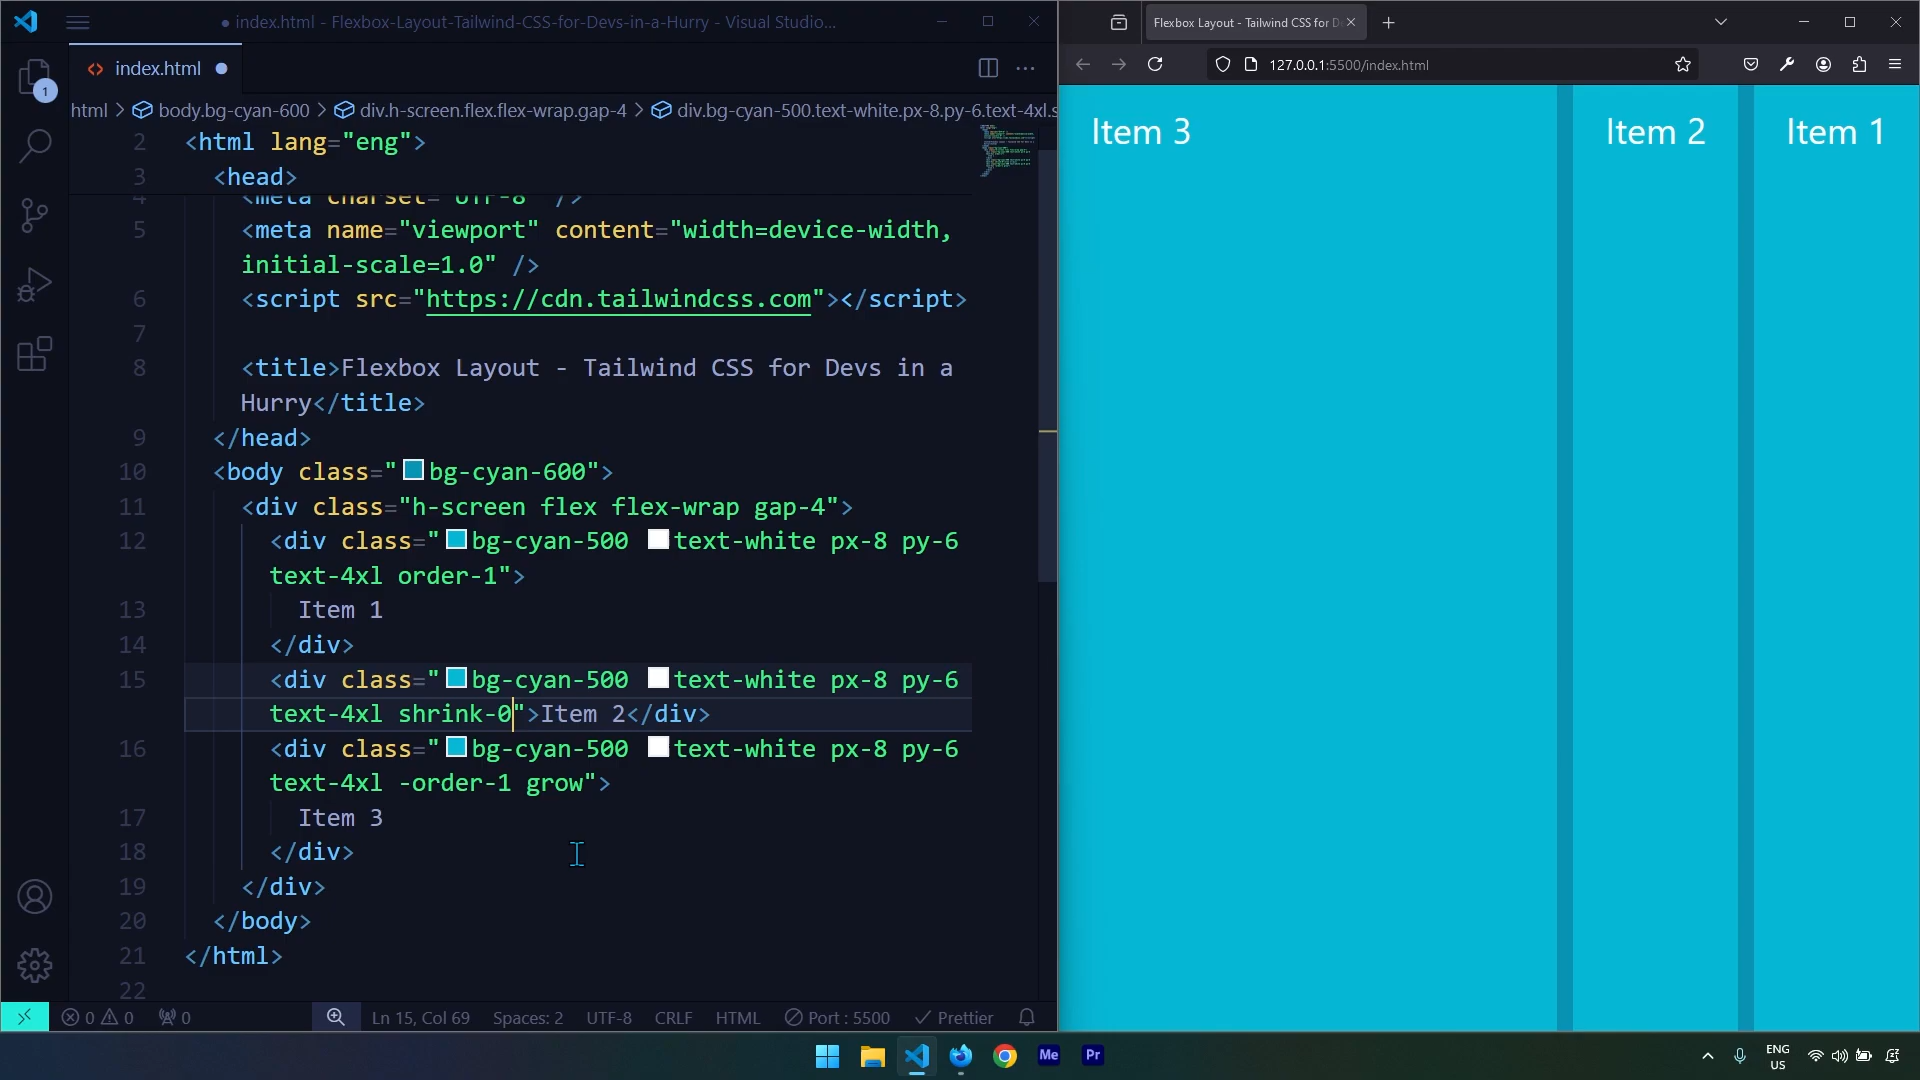 index.html - Flexbox-Layout-Tailwind-CSS-for-Devs-in-a-Hurry - Visual Studio...
index.html
html > body.bg-cyan-600 > div.h-screen.flex.flex-wrap.gap-4 > div.bg-cyan-500.text-white.px-8.py-6.text-4xl.s
1
2 <html lang="eng">
3 <head>
4 <meta charset="UTF-8" />
5 <meta name="viewport" content="width=device-width,
initial-scale=1.0" />
6 <script src="https://cdn.tailwindcss.com"></script>
7
8 <title>Flexbox Layout - Tailwind CSS for Devs in a
Hurry</title>
9 </head>
10 <body class="bg-cyan-600">
11 <div class="h-screen flex flex-wrap gap-4">
12 <div class="bg-cyan-500 text-white px-8 py-6
text-4xl order-1">
13 Item 1
14 </div>
15 <div class="bg-cyan-500 text-white px-8 py-6
text-4xl shrink-0">Item 2</div>
16 <div class="bg-cyan-500 text-white px-8 py-6
text-4xl -order-1 grow">
17 Item 3
18 </div>
19 </div>
20 </body>
21 </html>
22
0 0 0 Ln 15, Col 69 Spaces: 2 UTF-8 CRLF HTML Port : 5500 Prettier
Flexbox Layout - Tailwind CSS for D
127.0.0.1:5500/index.html
Item 3 Item 2 Item 1
Me Pr
ENG
US